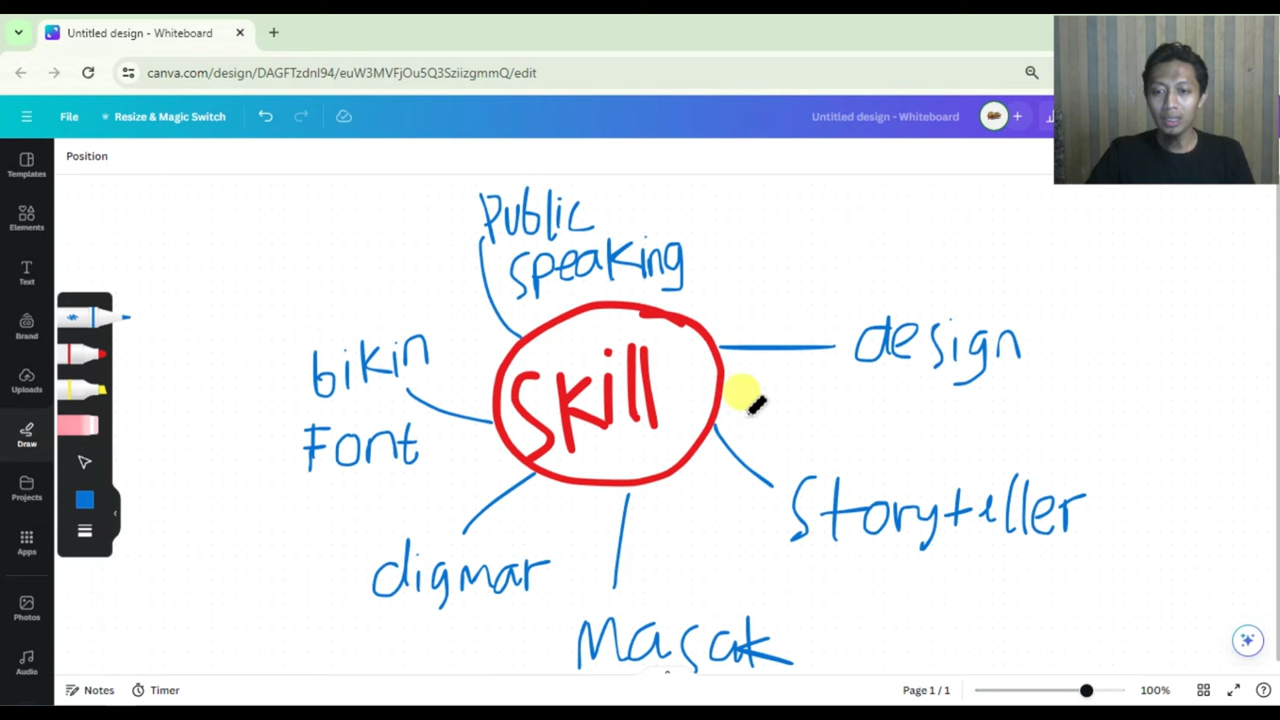 Untitled design - Whiteboard
canva.com/design/DAGFTzdnI94/euW3MVFjOu5Q3SziizgmmQ/edit
File
Resize & Magic Switch
Untitled design - Whiteboard
Position
Templates
Elements
Text
Brand
Uploads
Draw
Projects
Apps
Photos
Audio
Public
speaking
design
bikin
Font
Skill
Storyteller
digmar
Masak
Notes
Timer
Page 1 / 1
100%